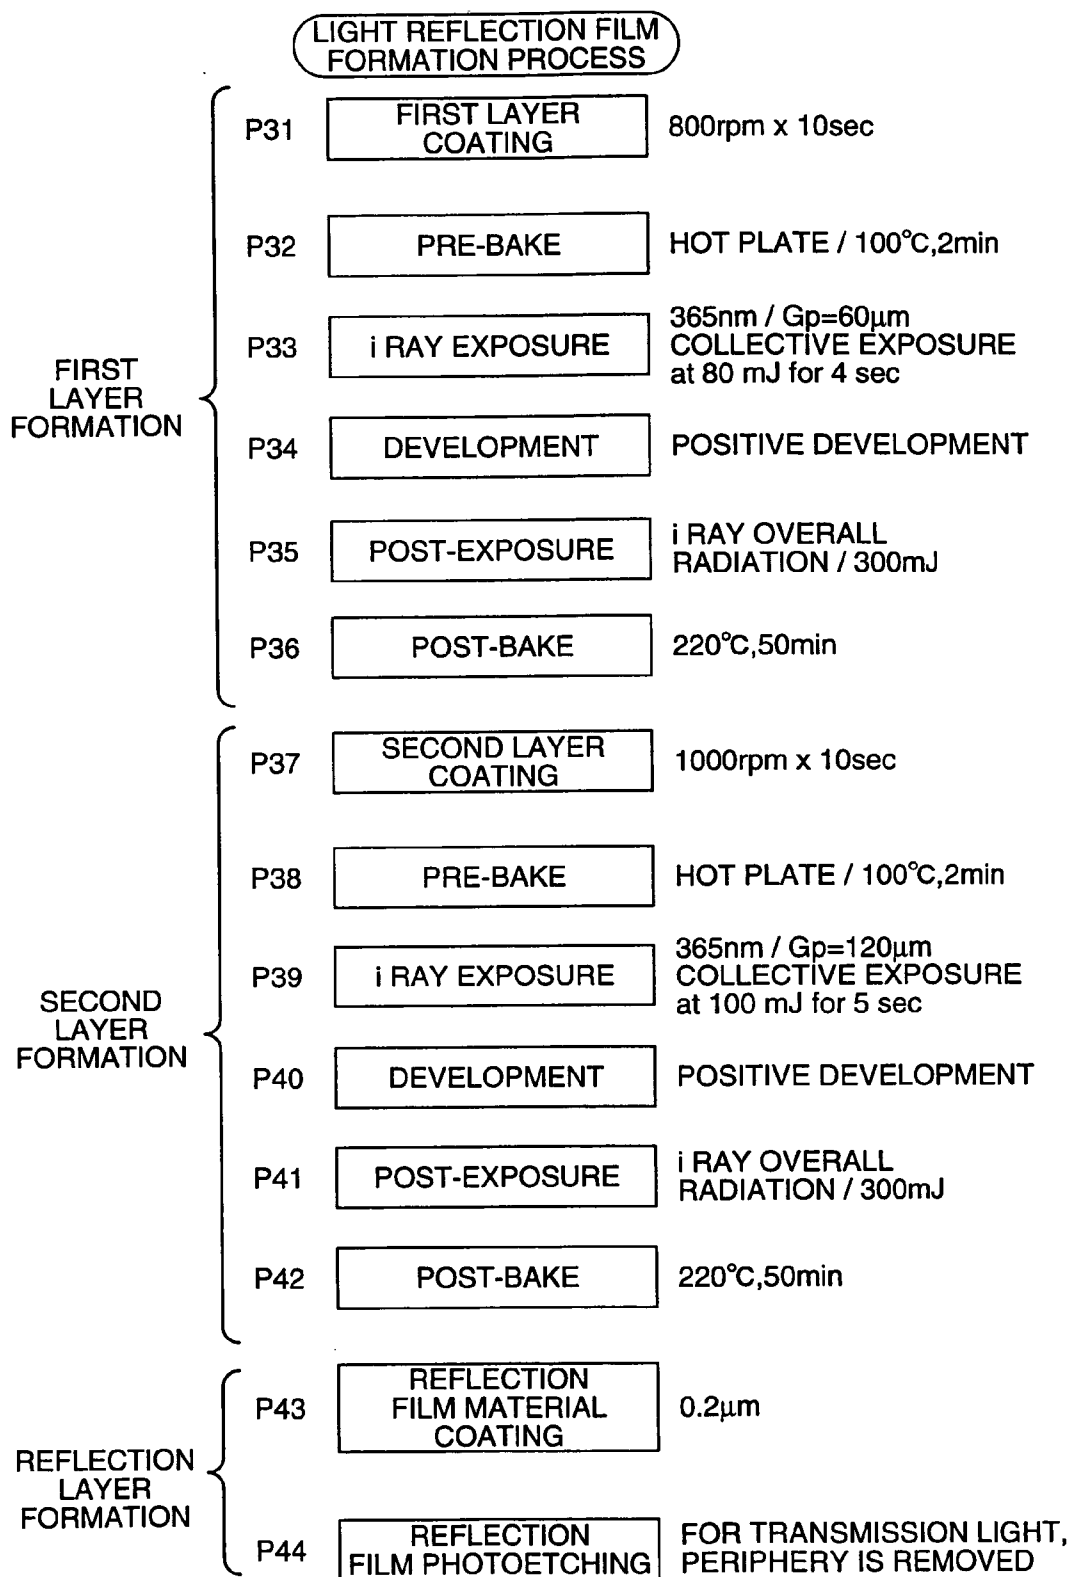 LIGHT REFLECTION FILM
FORMATION PROCESS
FIRST
LAYER
FORMATION
P31
FIRST LAYER
COATING
800rpm x 10sec
P32
PRE-BAKE
HOT PLATE / 100°C,2min
P33
i RAY EXPOSURE
365nm / Gp=60μm
COLLECTIVE EXPOSURE
at 80 mJ for 4 sec
P34
DEVELOPMENT
POSITIVE DEVELOPMENT
P35
POST-EXPOSURE
i RAY OVERALL
RADIATION / 300mJ
P36
POST-BAKE
220°C,50min
SECOND
LAYER
FORMATION
P37
SECOND LAYER
COATING
1000rpm x 10sec
P38
PRE-BAKE
HOT PLATE / 100°C,2min
P39
i RAY EXPOSURE
365nm / Gp=120μm
COLLECTIVE EXPOSURE
at 100 mJ for 5 sec
P40
DEVELOPMENT
POSITIVE DEVELOPMENT
P41
POST-EXPOSURE
i RAY OVERALL
RADIATION / 300mJ
P42
POST-BAKE
220°C,50min
REFLECTION
LAYER
FORMATION
P43
REFLECTION
FILM MATERIAL
COATING
0.2μm
P44
REFLECTION
FILM PHOTOETCHING
FOR TRANSMISSION LIGHT,
PERIPHERY IS REMOVED